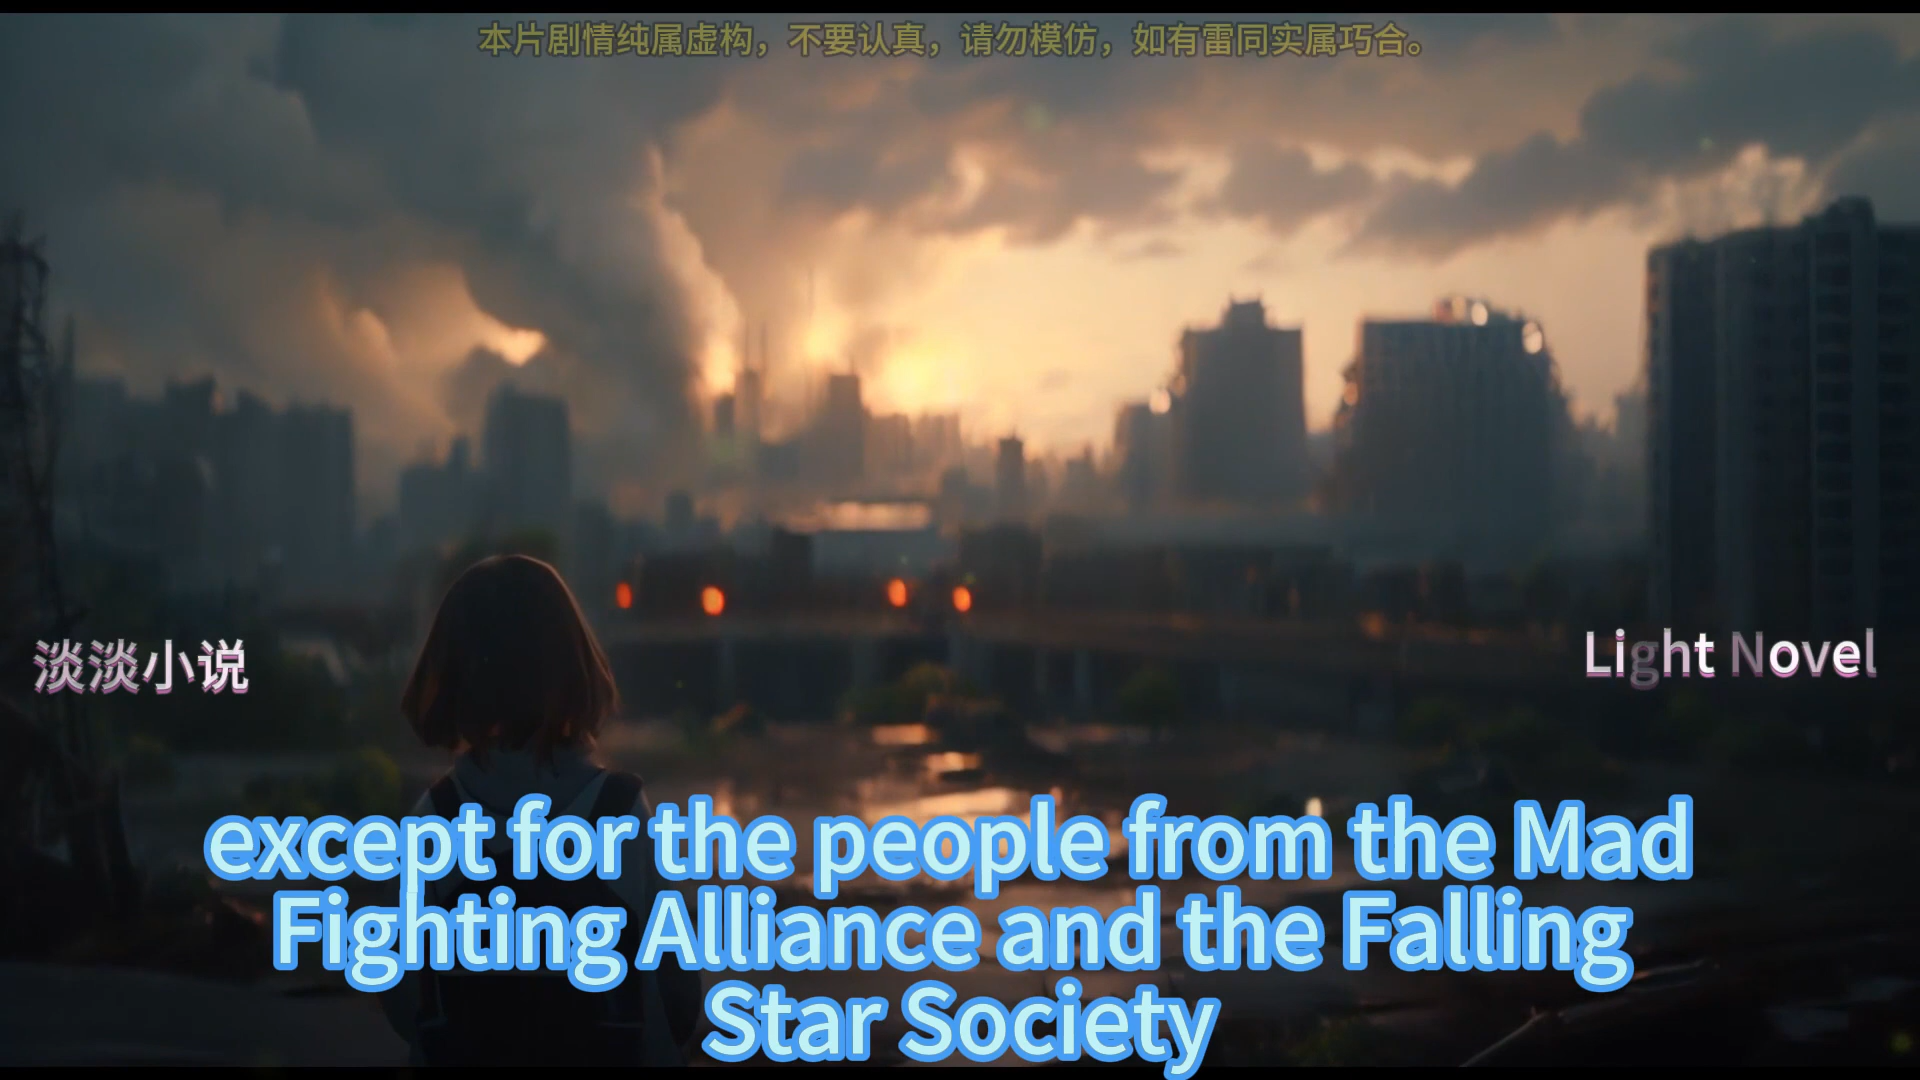 本片剧情纯属虚构，不要认真，请勿模仿，如有雷同实属巧合。
淡淡小说
Light Novel
except for the people from the Mad
Fighting Alliance and the Falling
Star Society